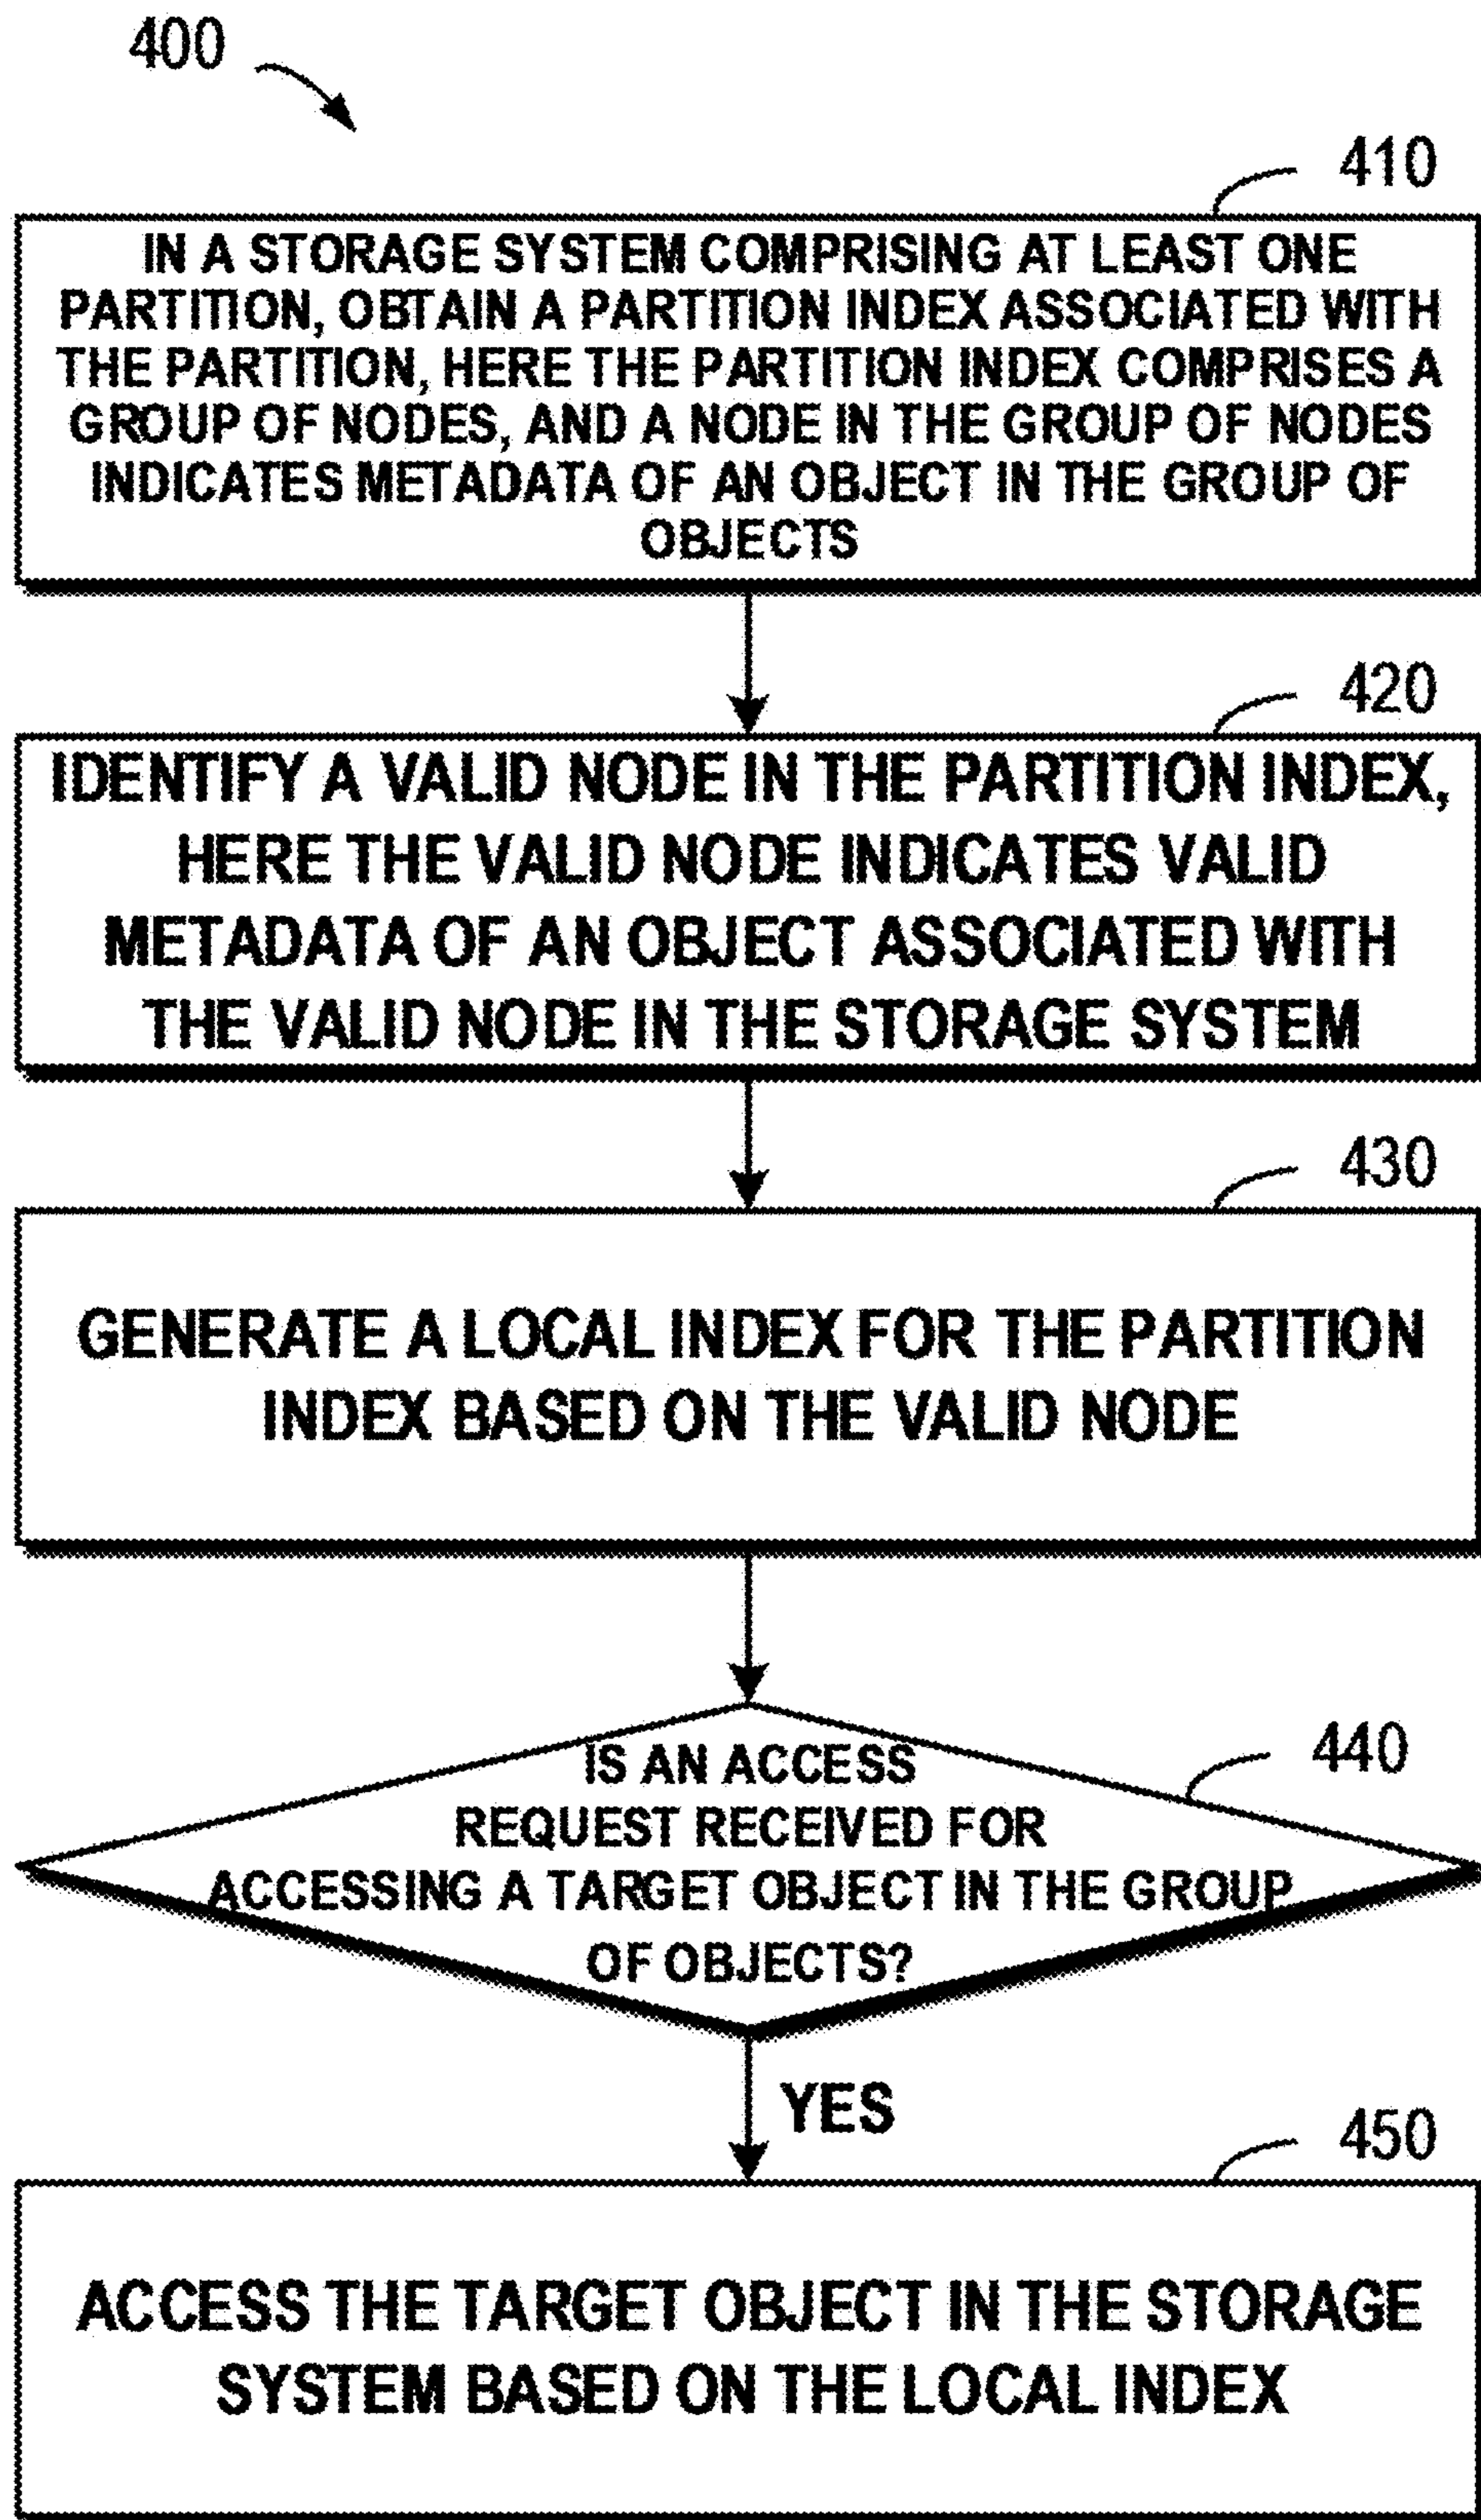 400
410
IN A STORAGE SYSTEM COMPRISING AT LEAST ONE
PARTITION, OBTAIN A PARTITION INDEX ASSOCIATED WITH
THE PARTITION, HERE THE PARTITION INDEX COMPRISES A
GROUP OF NODES, AND A NODE IN THE GROUP OF NODES
INDICATES METADATA OF AN OBJECT IN THE GROUP OF
OBJECTS
420
IDENTIFY A VALID NODE IN THE PARTITION INDEX,
HERE THE VALID NODE INDICATES VALID
METADATA OF AN OBJECT ASSOCIATED WITH
THE VALID NODE IN THE STORAGE SYSTEM
430
GENERATE A LOCAL INDEX FOR THE PARTITION
INDEX BASED ON THE VALID NODE
440
IS AN ACCESS
REQUEST RECEIVED FOR
ACCESSING A TARGET OBJECT IN THE GROUP
OF OBJECTS?
YES
450
ACCESS THE TARGET OBJECT IN THE STORAGE
SYSTEM BASED ON THE LOCAL INDEX